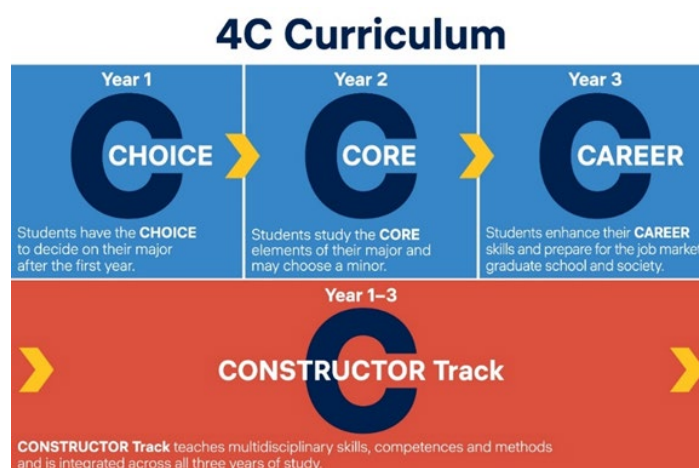 4C Curriculum
Year 1
CHOICE
Students have the CHOICE
to decide on their major
after the first year.
Year 2
CORE
Students study the CORE
elements of their major and
may choose a minor.
Year 3
CAREER
Students enhance their CAREER
skills and prepare for the job market
graduate school and society.
Year 1–3
CONSTRUCTOR Track
CONSTRUCTOR Track teaches multidisciplinary skills, competences and methods
and is integrated across all three years of study.